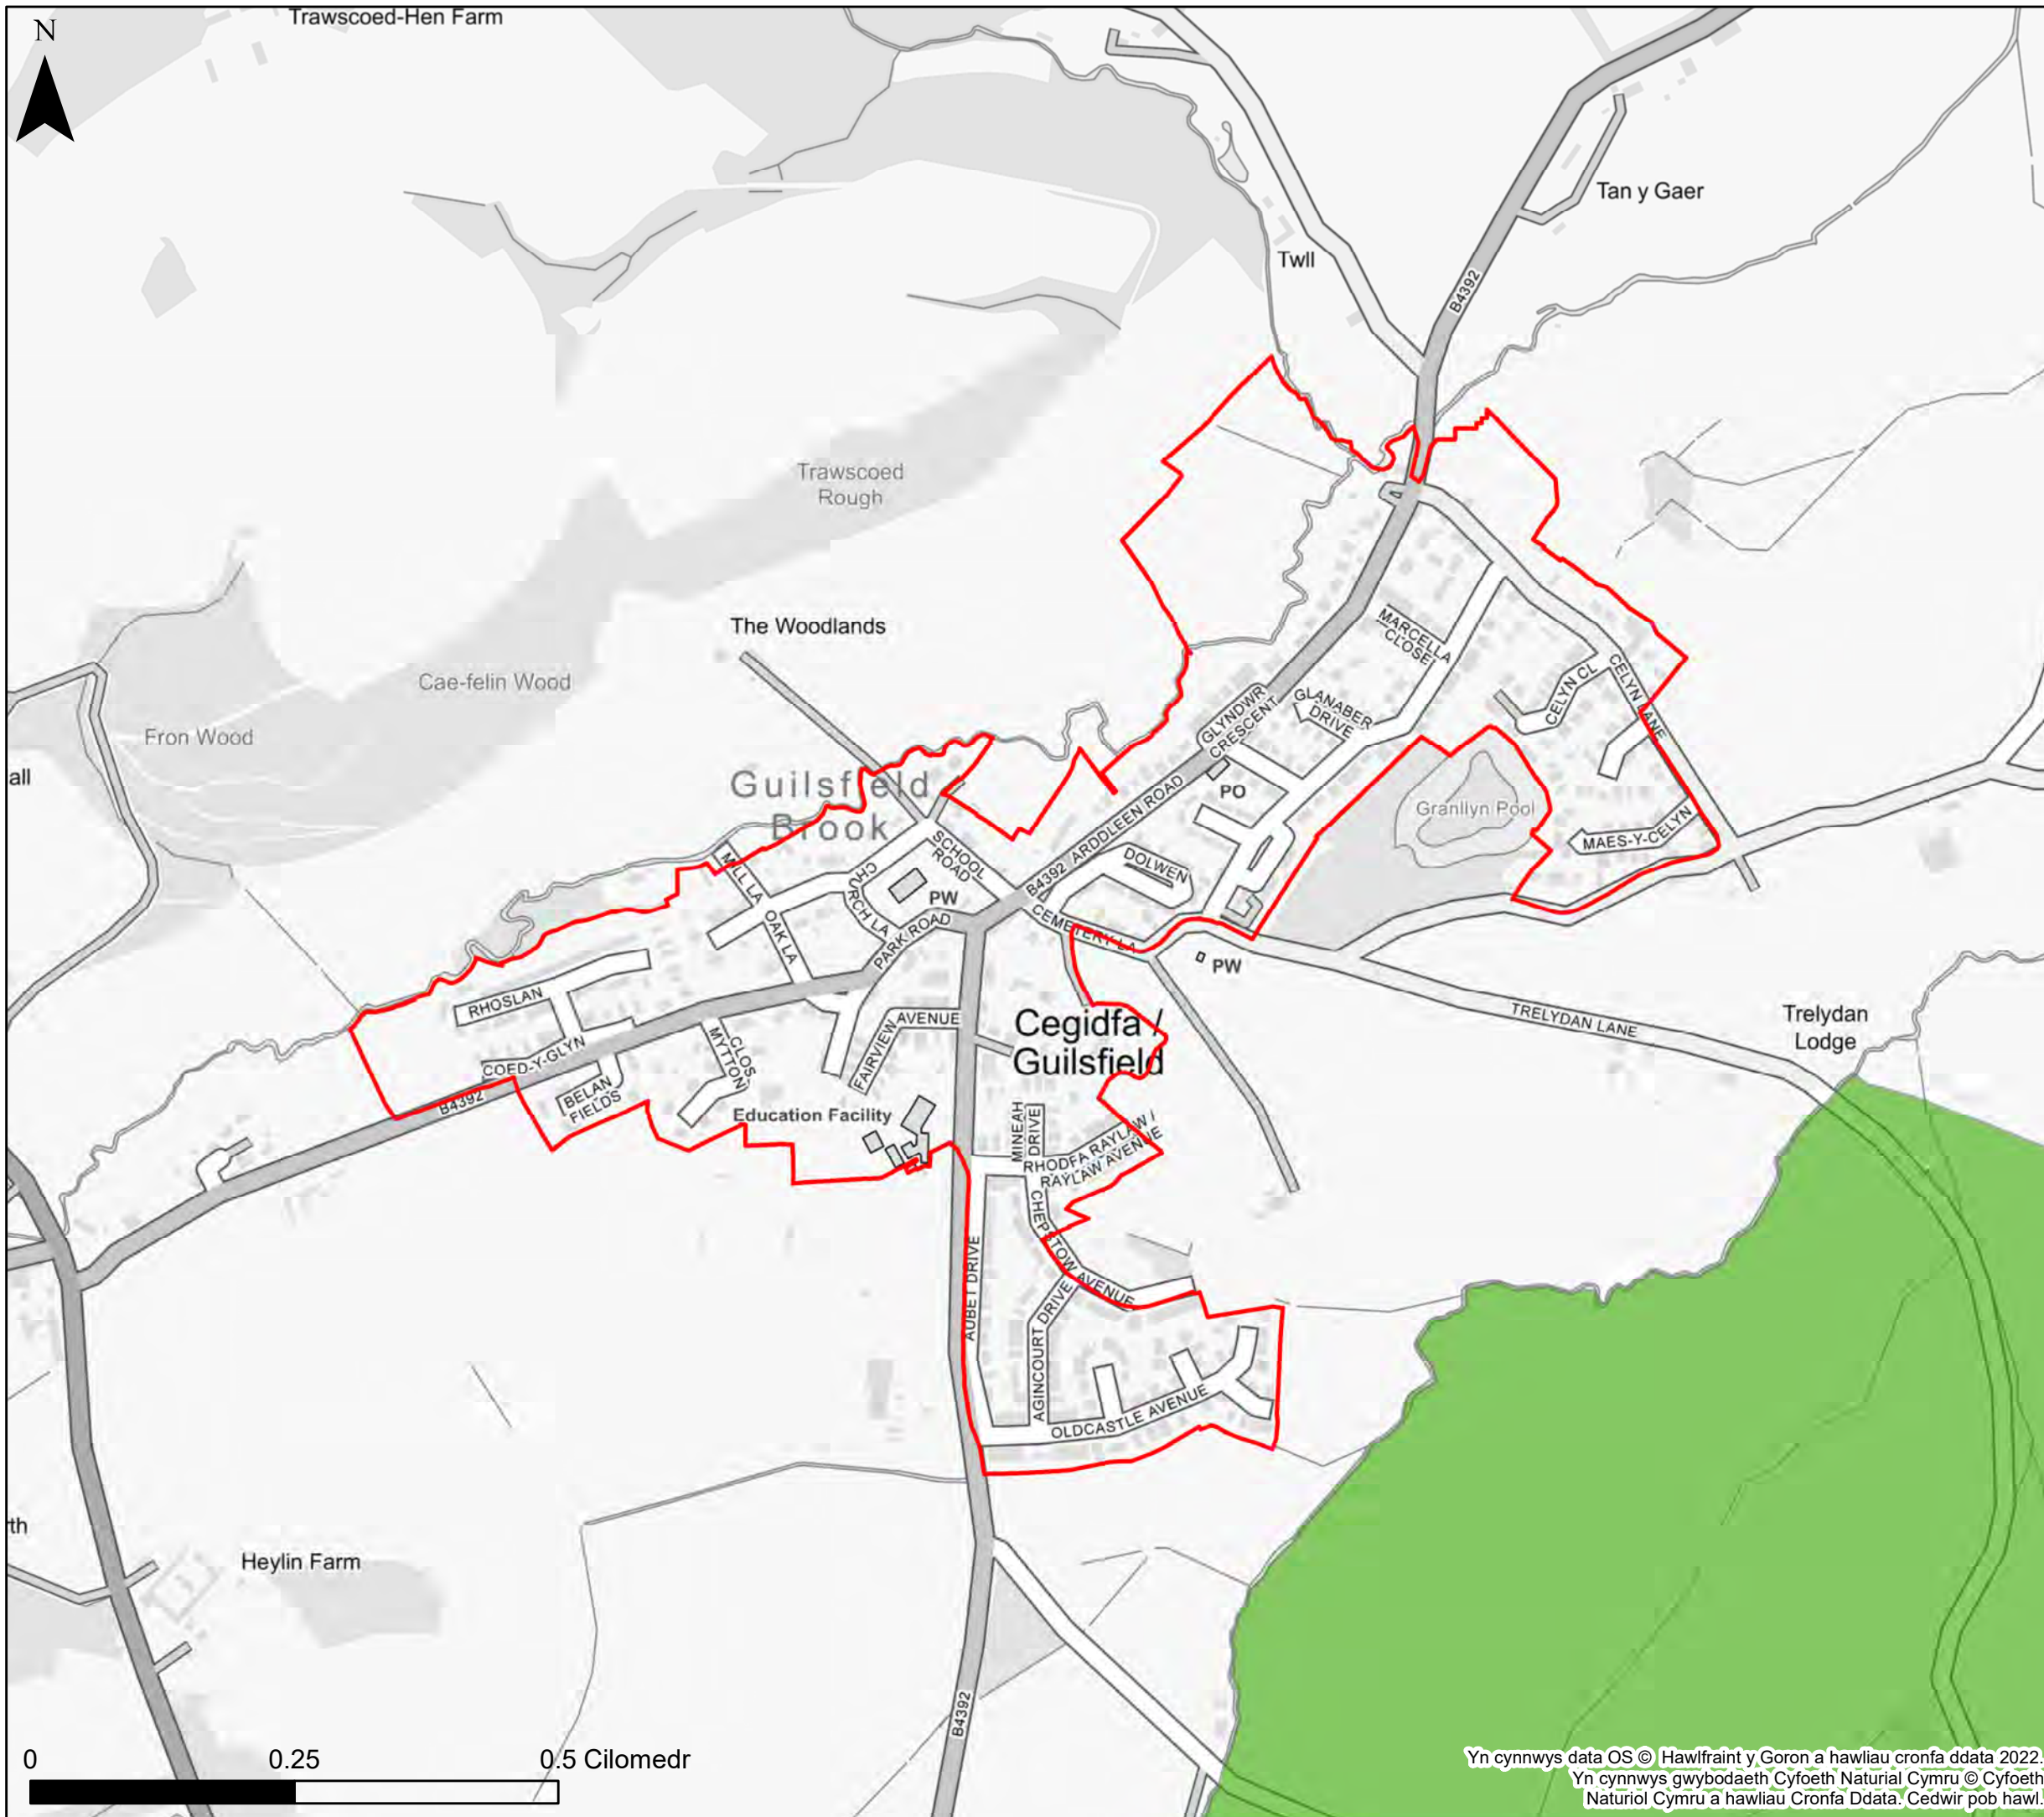 Trawscoed-Hen Farm
N
Tan y Gaer
Twll
B4392
Trawscoed
Rough
The Woodlands
Cae-felin Wood
Fron Wood
all
MARCELLA
CLOSE
CELYN CL
CELYN LANE
GLANABER
DRIVE
GLYNDWR
CRESCENT
Guilsfield
Brook
PO
Granllyn Pool
MAES-Y-CELYN
B4392 ARDDLEEN ROAD
SCHOOL
ROAD
DOLWEN
MILL LA
CHURCH LA
PW
OAK LA
PARK ROAD
CEMETERY LA
PW
RHOSLAN
TRELYDAN LANE
Trelydan
Lodge
Cegidfa /
Guilsfield
FAIRVIEW AVENUE
COED-Y-GLYN
CLOS
MYTTON
B4392
BELAN
FIELDS
Education Facility
MINEAH
DRIVE
RHODFA RAYLAW /
RAYLAW AVENUE
CHEPSTOW AVENUE
AUBET DRIVE
AGINCOURT DRIVE
OLDCASTLE AVENUE
th
Heylin Farm
B4392
0 0.25 0.5 Cilomedr
Yn cynnwys data OS © Hawlfraint y Goron a hawliau cronfa ddata 2022.
Yn cynnwys gwybodaeth Cyfoeth Naturial Cymru © Cyfoeth
Naturiol Cymru a hawliau Cronfa Ddata. Cedwir pob hawl.